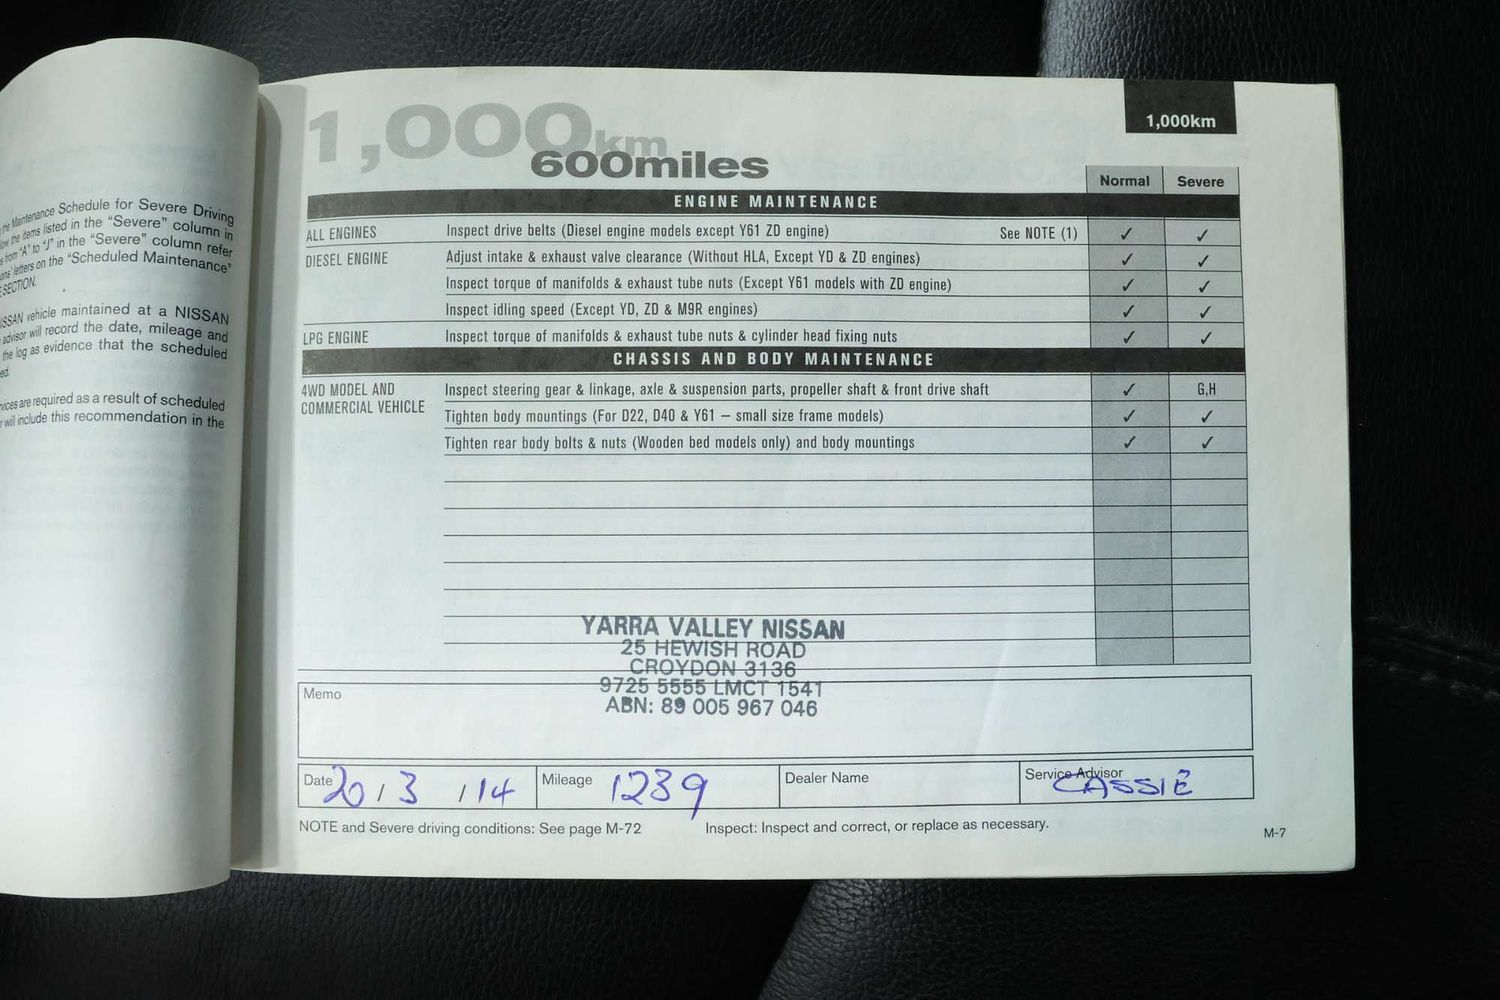 the Maintenance Schedule for Severe Driving
the items listed in the "Severe" column in
from "A" to "J" in the "Severe" column refer
letters on the "Scheduled Maintenance"
SECTION.
NISSAN vehicle maintained at a NISSAN
advisor will record the date, mileage and
the log as evidence that the scheduled
services are required as a result of scheduled
will include this recommendation in the
1,000km
600miles
1,000km
Normal Severe
ENGINE MAINTENANCE
ALL ENGINES Inspect drive belts (Diesel engine models except Y61 ZD engine) See NOTE (1) ✓ ✓
DIESEL ENGINE Adjust intake & exhaust valve clearance (Without HLA, Except YD & ZD engines) ✓ ✓
Inspect torque of manifolds & exhaust tube nuts (Except Y61 models with ZD engine) ✓ ✓
Inspect idling speed (Except YD, ZD & M9R engines) ✓ ✓
LPG ENGINE Inspect torque of manifolds & exhaust tube nuts & cylinder head fixing nuts ✓ ✓
CHASSIS AND BODY MAINTENANCE
4WD MODEL AND Inspect steering gear & linkage, axle & suspension parts, propeller shaft & front drive shaft ✓ G,H
COMMERCIAL VEHICLE Tighten body mountings (For D22, D40 & Y61 – small size frame models) ✓ ✓
Tighten rear body bolts & nuts (Wooden bed models only) and body mountings ✓ ✓
YARRA VALLEY NISSAN
25 HEWISH ROAD
CROYDON 3136
9725 5555 LMCT 1541
ABN: 89 005 967 046
Memo
Date 20/3/14 Mileage 1239 Dealer Name Service Advisor CASSIE
NOTE and Severe driving conditions: See page M-72 Inspect: Inspect and correct, or replace as necessary.
M-7